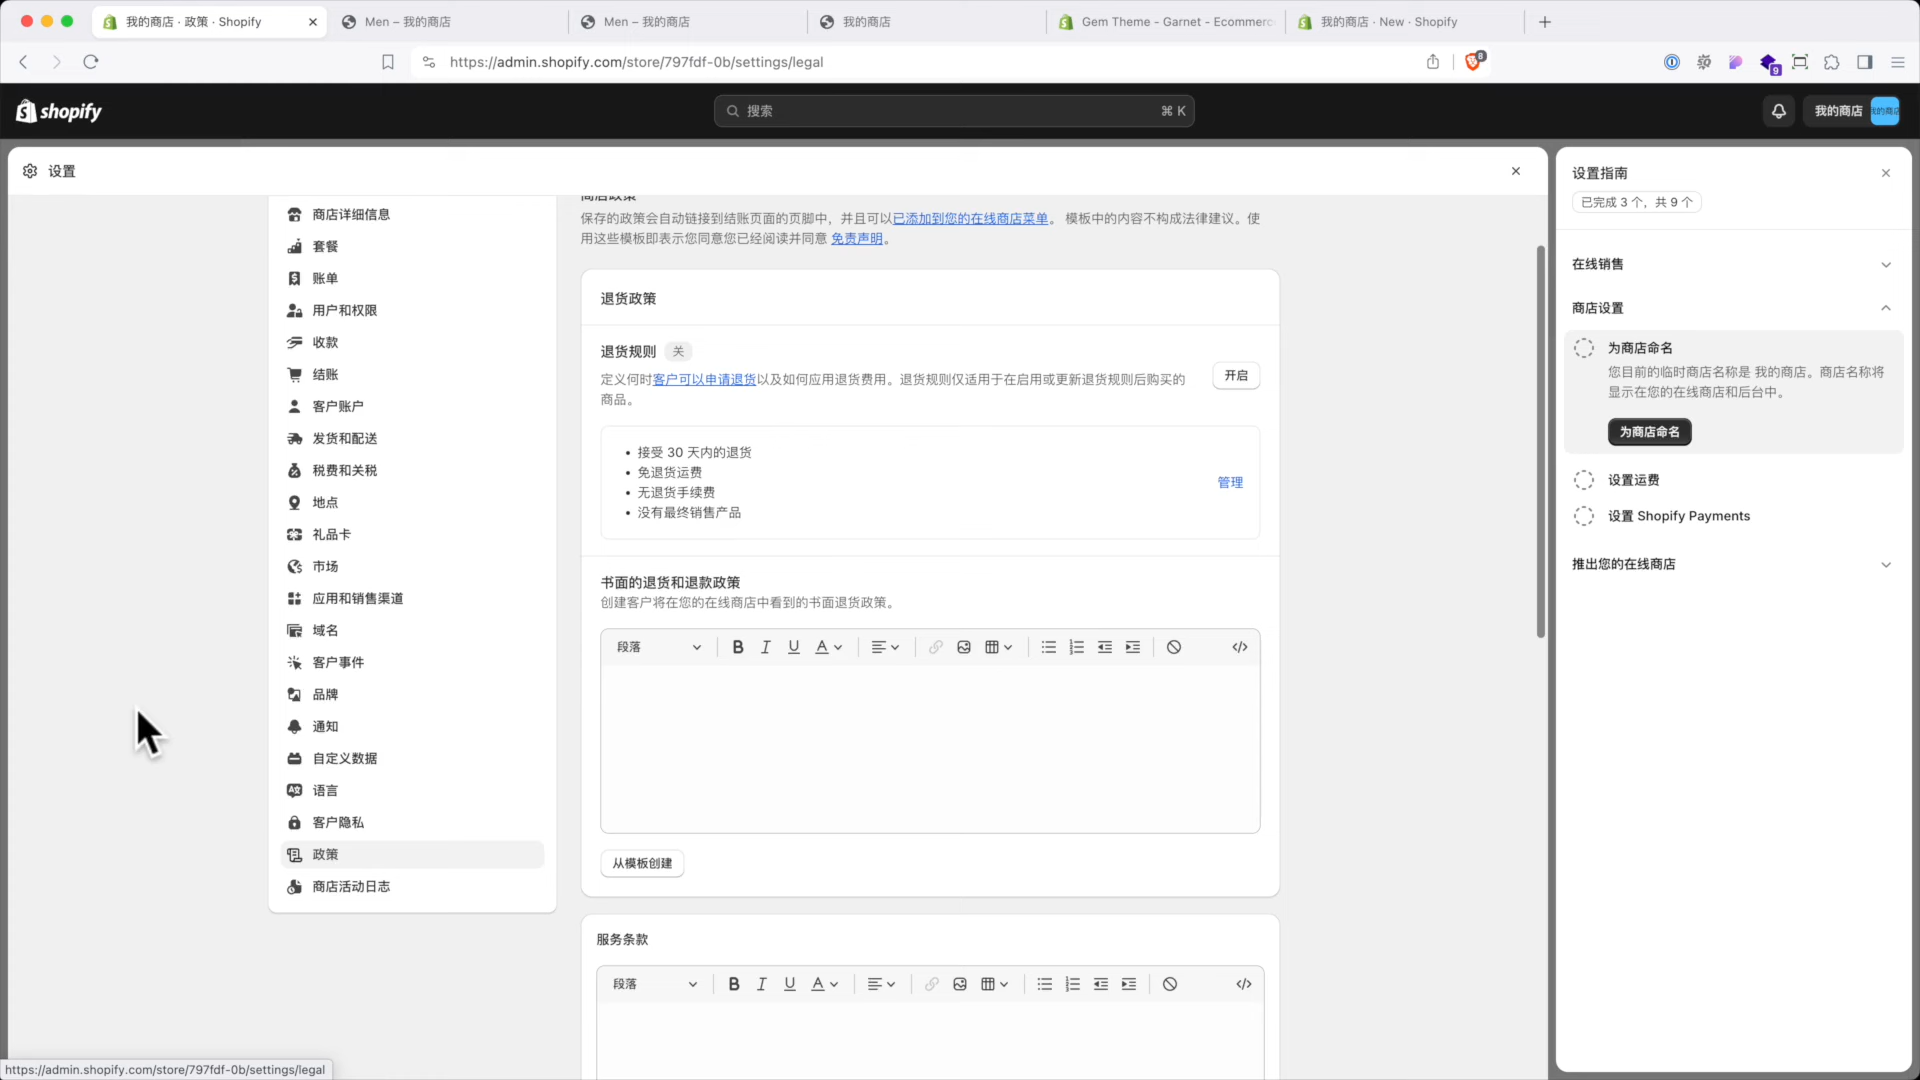 我的商店 · 政策 · Shopify
Men – 我的商店
Men – 我的商店
我的商店
Gem Theme - Garnet - Ecommerc
我的商店 · New · Shopify
https://admin.shopify.com/store/797fdf-0b/settings/legal
8
9
shopify
搜索
⌘ K
我的商店
我的商店
设置
商店详细信息
套餐
账单
用户和权限
收款
结账
客户账户
发货和配送
税费和关税
地点
礼品卡
市场
应用和销售渠道
域名
客户事件
品牌
通知
自定义数据
语言
客户隐私
政策
商店活动日志
商店政策
保存的政策会自动链接到结账页面的页脚中，并且可以已添加到您的在线商店菜单。 模板中的内容不构成法律建议。使
用这些模板即表示您同意您已经阅读并同意 免责声明。
退货政策
退货规则 关
定义何时客户可以申请退货以及如何应用退货费用。退货规则仅适用于在启用或更新退货规则后购买的
商品。
开启
• 接受 30 天内的退货
• 免退货运费
• 无退货手续费
• 没有最终销售产品
管理
书面的退货和退款政策
创建客户将在您的在线商店中看到的书面退货政策。
段落
从模板创建
服务条款
段落
设置指南
已完成 3 个，共 9 个
在线销售
商店设置
为商店命名
您目前的临时商店名称是 我的商店。商店名称将
显示在您的在线商店和后台中。
为商店命名
设置运费
设置 Shopify Payments
推出您的在线商店
https://admin.shopify.com/store/797fdf-0b/settings/legal